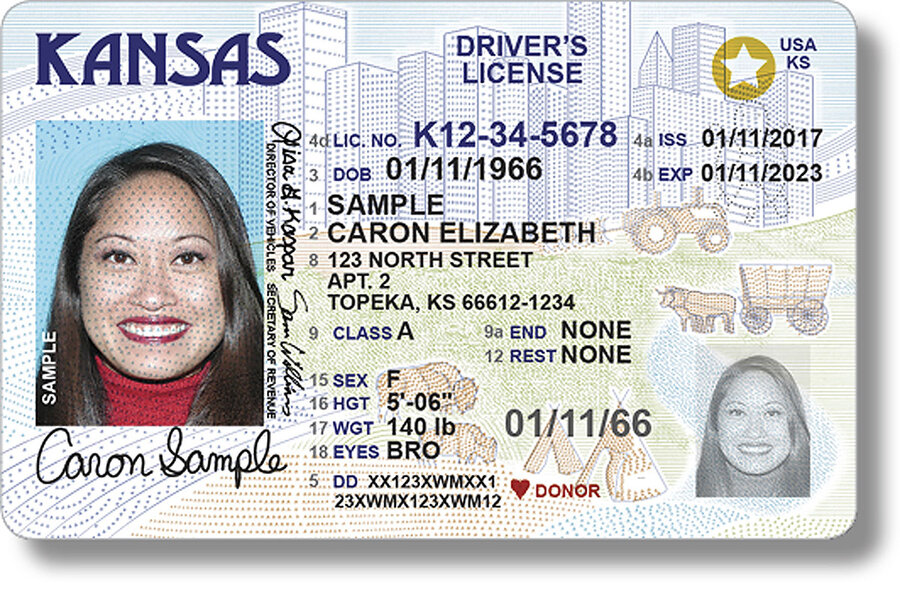 KANSAS
DRIVER'S
LICENSE
USA
KS
4d LIC. NO. K12-34-5678
4a ISS 01/11/2017
3 DOB 01/11/1966
4b EXP 01/11/2023
1 SAMPLE
2 CARON ELIZABETH
8 123 NORTH STREET
APT. 2
TOPEKA, KS 66612-1234
9 CLASS A
9a END NONE
12 REST NONE
15 SEX F
16 HGT 5'-06"
17 WGT 140 lb
18 EYES BRO
01/11/66
5 DD XX123XWMXX1
23XWMX123XWM12
DONOR
SAMPLE
DIRECTOR OF VEHICLES
SECRETARY OF REVENUE
Caron Sample